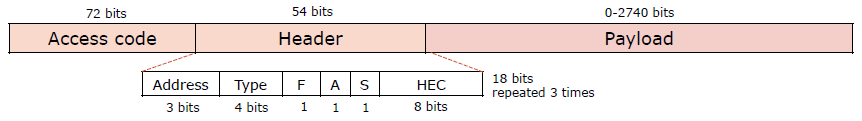 72 bits 54 bits 0-2740 bits
Access code Header Payload
Address Type F A S HEC 18 bits
repeated 3 times
3 bits 4 bits 1 1 1 8 bits